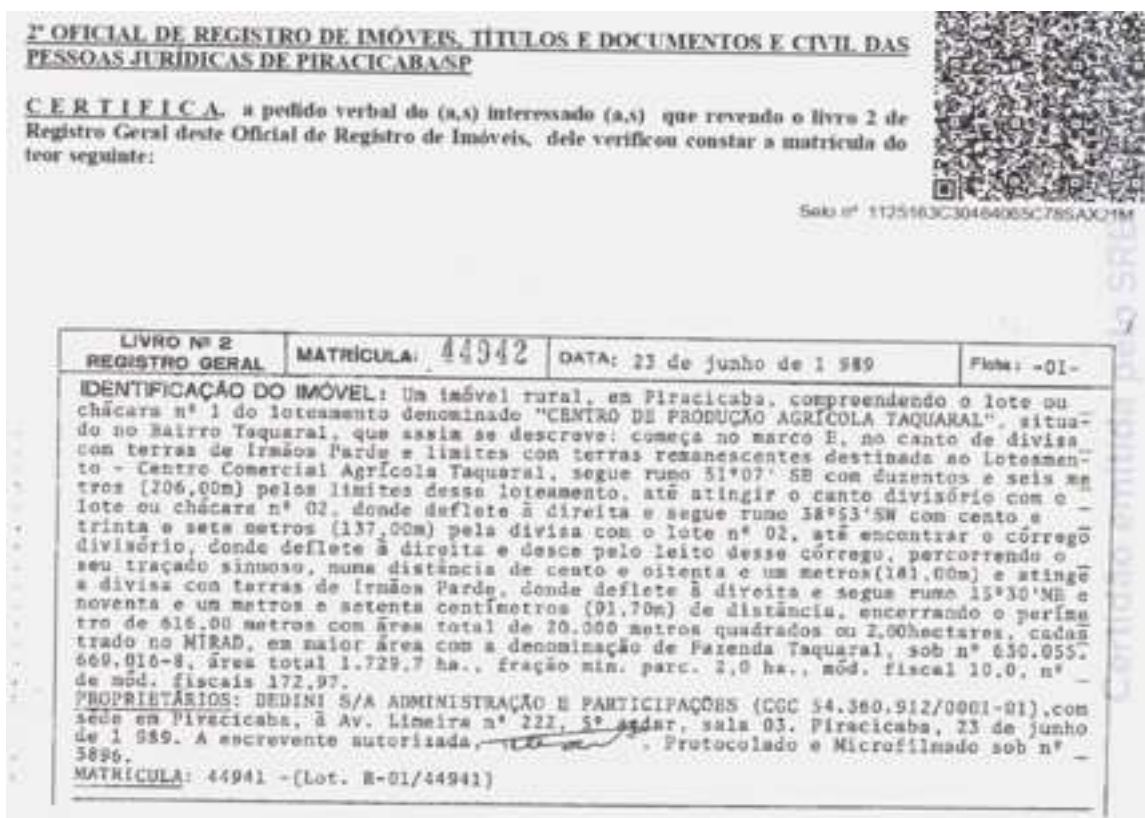 2º OFICIAL DE REGISTRO DE IMÓVEIS, TÍTULOS E DOCUMENTOS E CIVIL DAS
PESSOAS JURÍDICAS DE PIRACICABA/SP
C E R T I F I C A, a pedido verbal do (a,s) interessado (a,s) que revendo o livro 2 de
Registro Geral deste Oficial de Registro de Imóveis, dele verificou constar a matrícula do
teor seguinte:
Selo nº
Certidão emitida pelo SREI
LIVRO Nº 2
REGISTRO GERAL
MATRÍCULA: 44942
DATA: 23 de junho de 1 989
Ficha: -01-
IDENTIFICAÇÃO DO IMÓVEL: Um imóvel rural, em Piracicaba, compreendendo o lote ou
chácara nº 1 do loteamento denominado "CENTRO DE PRODUÇÃO AGRÍCOLA TAQUARAL", situa-
do no Bairro Taquaral, que assim se descreve: começa no marco E, no canto de divisa
com terras de Irmãos Parde e limites com terras remanescentes destinada ao Loteamen-
to - Centro Comercial Agrícola Taquaral, segue rumo 51º07' SE com duzentos e seis me
tros (206,00m) pelos limites desse loteamento, até atingir o canto divisório com o
lote ou chácara nº 02, donde deflete à direita e segue rumo 38º53'SW com cento e
trinta e sete metros (137,00m) pela divisa com o lote nº 02, até encontrar o córrego
divisório, donde deflete à direita e desce pelo leito desse córrego, percorrendo o
seu traçado sinuoso, numa distância de cento e oitenta e um metros(181,00m) e atinge
a divisa com terras de Irmãos Parde, donde deflete à direita e segue rumo 15º30'NE e
noventa e um metros e setenta centímetros (91,70m) de distância, encerrando o períme
tro de 616,00 metros com área total de 20.000 metros quadrados ou 2,00hectares, cadas
trado no MIRAD, em maior área com a denominação de Fazenda Taquaral, sob nº 630.055.
669.016-8, área total 1.729.7 ha., fração min. parc. 2,0 ha., mód. fiscal 10.0, nº
de mód. fiscais 172,97.
PROPRIETÁRIOS: DEDINI S/A ADMINISTRAÇÃO E PARTICIPAÇÕES (CGC 54.360.912/0001-01),com
sede em Piracicaba, à Av. Limeira nº 222, 5º andar, sala 03. Piracicaba, 23 de junho
de 1 989. A escrevente autorizada, . Protocolado e Microfilmado sob nº
3896.
MATRÍCULA: 44941 -(Lot. R-01/44941)